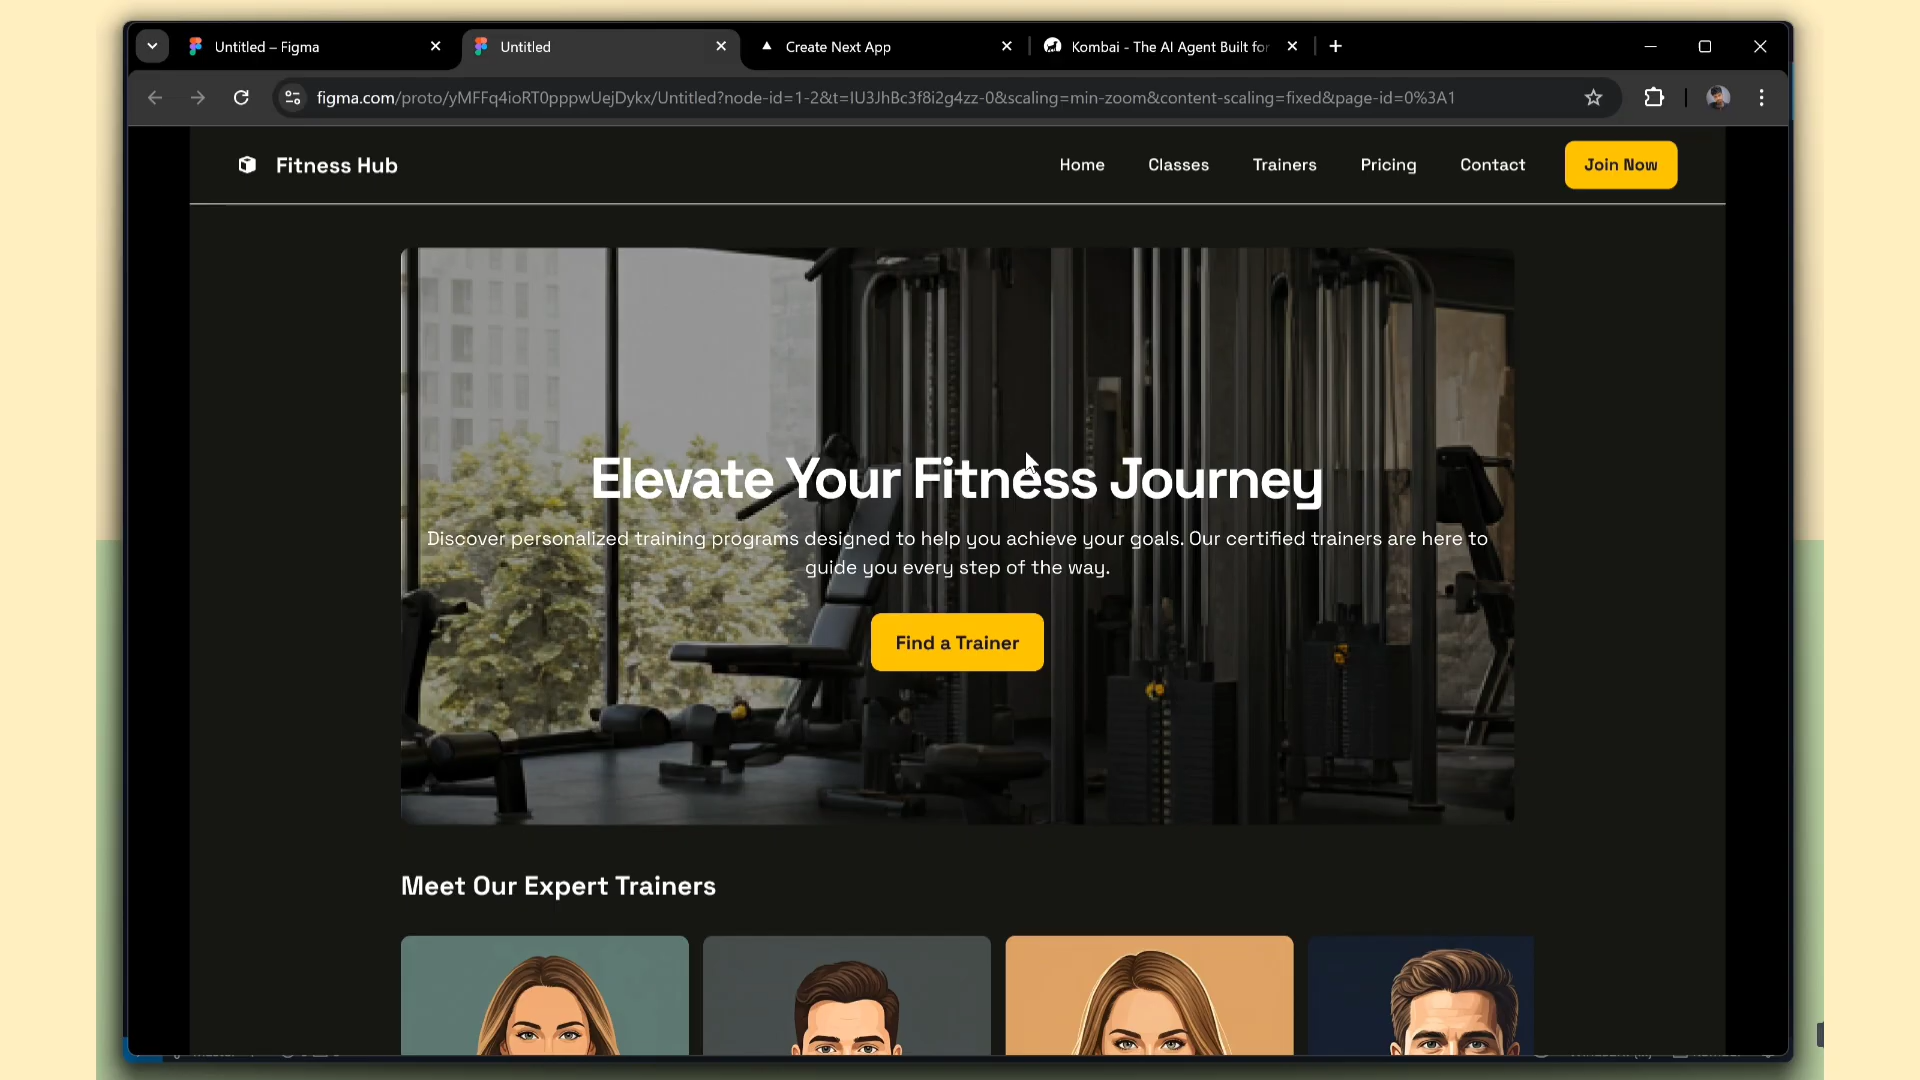 Untitled – Figma
Untitled
Create Next App
Kombai - The AI Agent Built for
figma.com/proto/yMFFq4ioRT0pppwUejDykx/Untitled?node-id=1-2&t=IU3JhBc3f8i2g4zz-0&scaling=min-zoom&content-scaling=fixed&page-id=0%3A1
Fitness Hub
Home
Classes
Trainers
Pricing
Contact
Join Now
Elevate Your Fitness Journey
Discover personalized training programs designed to help you achieve your goals. Our certified trainers are here to
guide you every step of the way.
Find a Trainer
Meet Our Expert Trainers